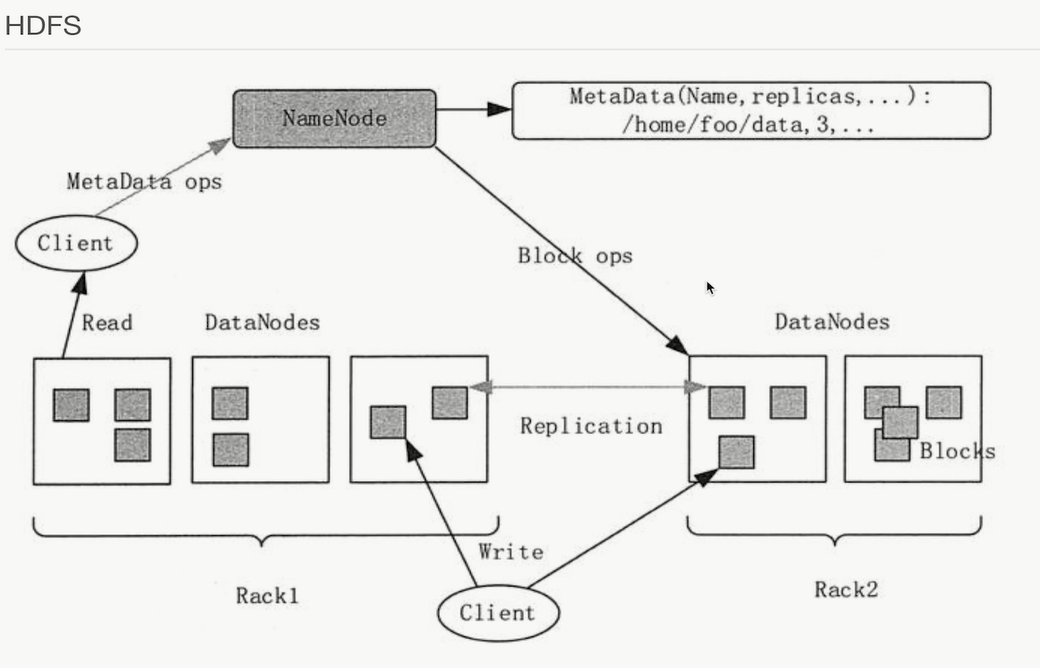 HDFS
NameNode
MetaData(Name,replicas,...):
/home/foo/data,3,...
MetaData ops
Client
Block ops
Read
DataNodes
DataNodes
Replication
Blocks
Write
Rack1
Client
Rack2